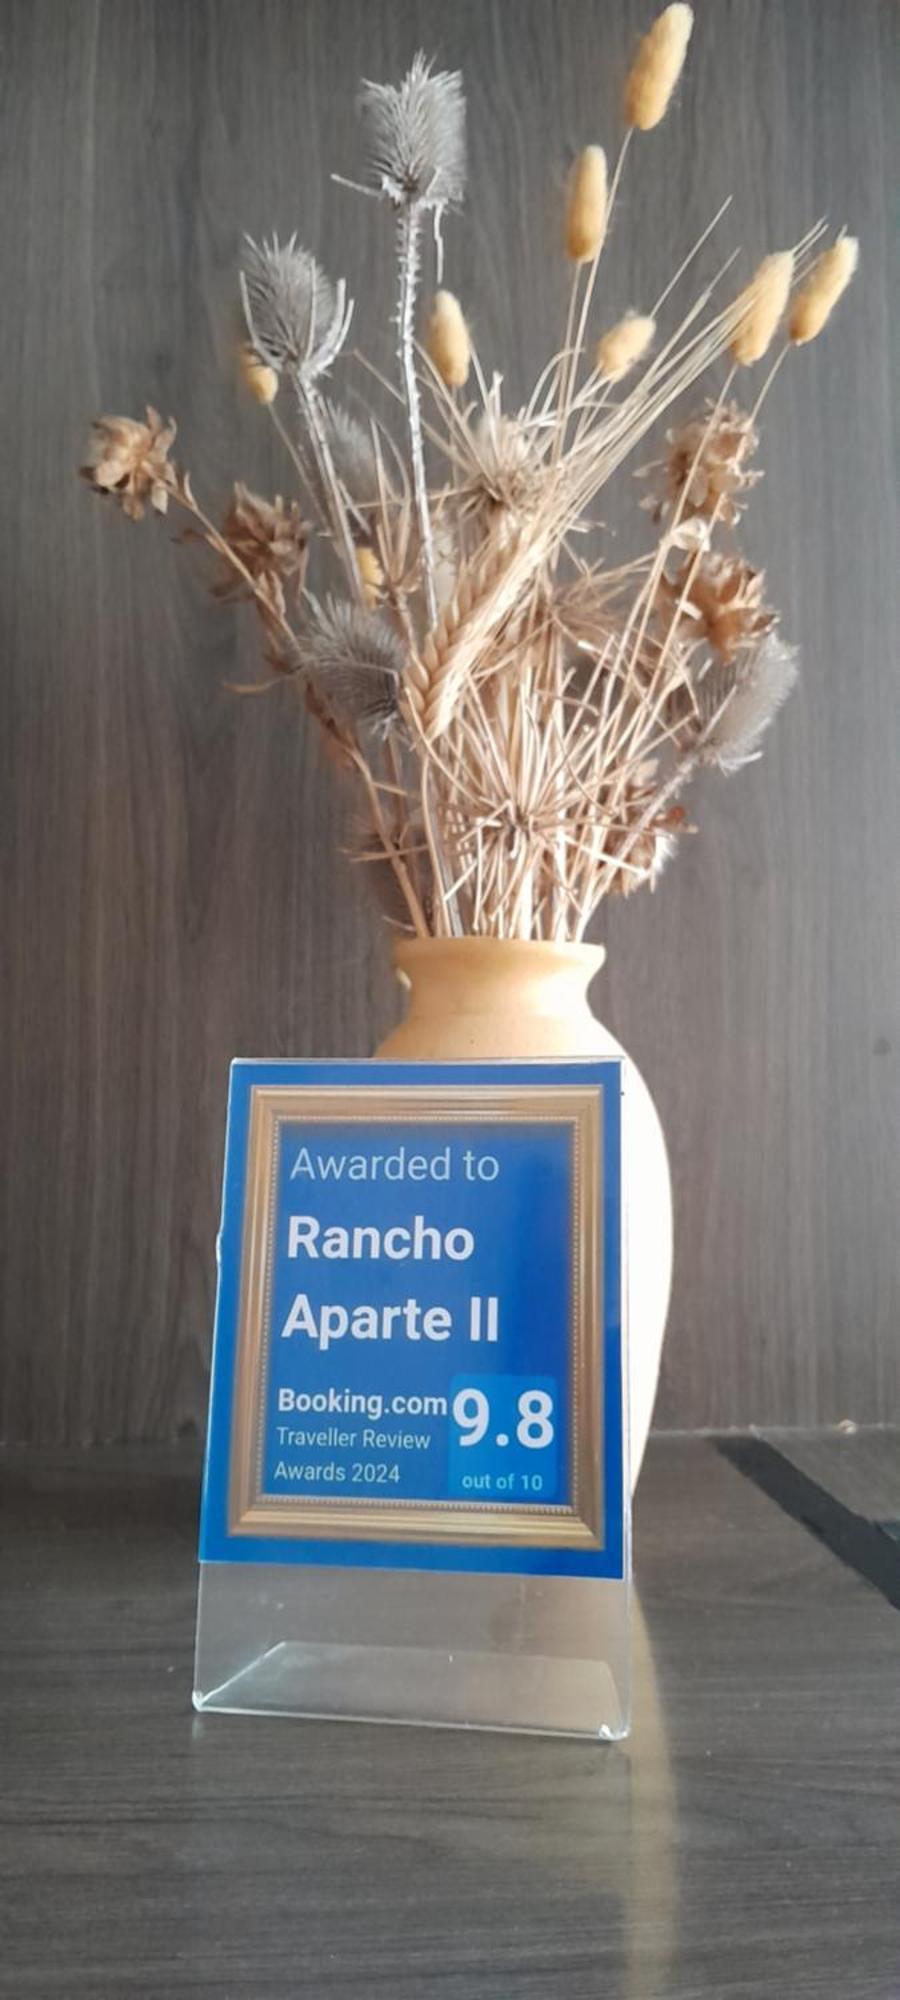 Awarded to
Rancho
Aparte II
Booking.com
Traveller Review
Awards 2024
9.8
out of 10